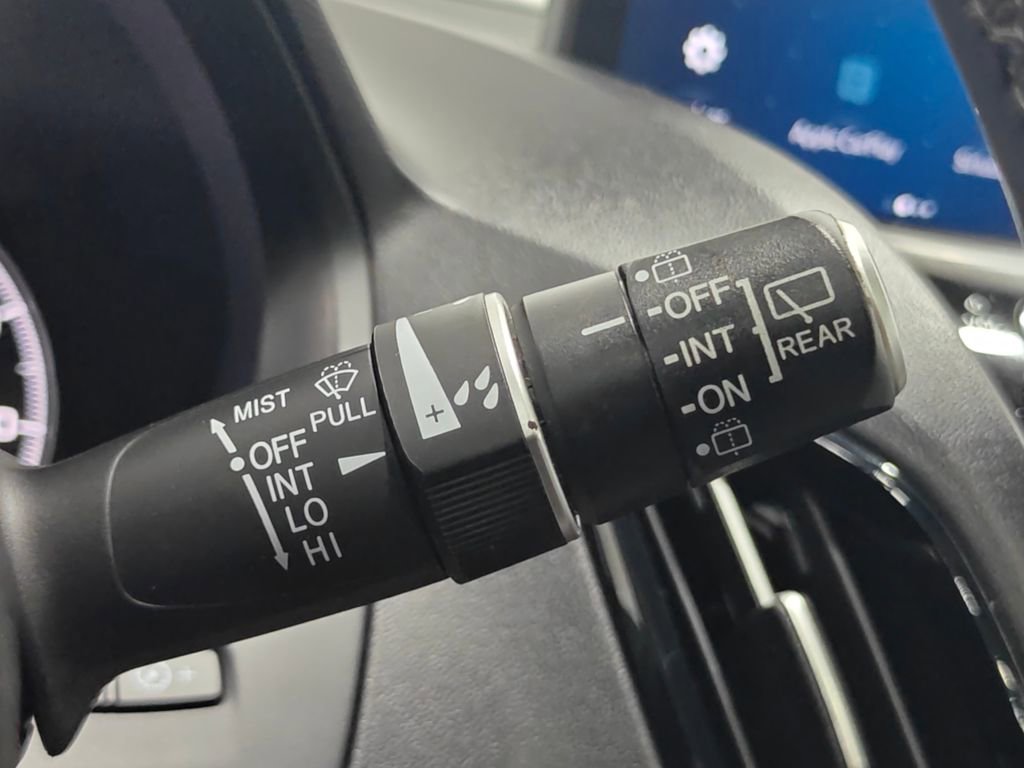 Apple CarPlay
MIST
PULL
OFF
INT
LO
HI
+
-OFF
-INT
-ON
REAR